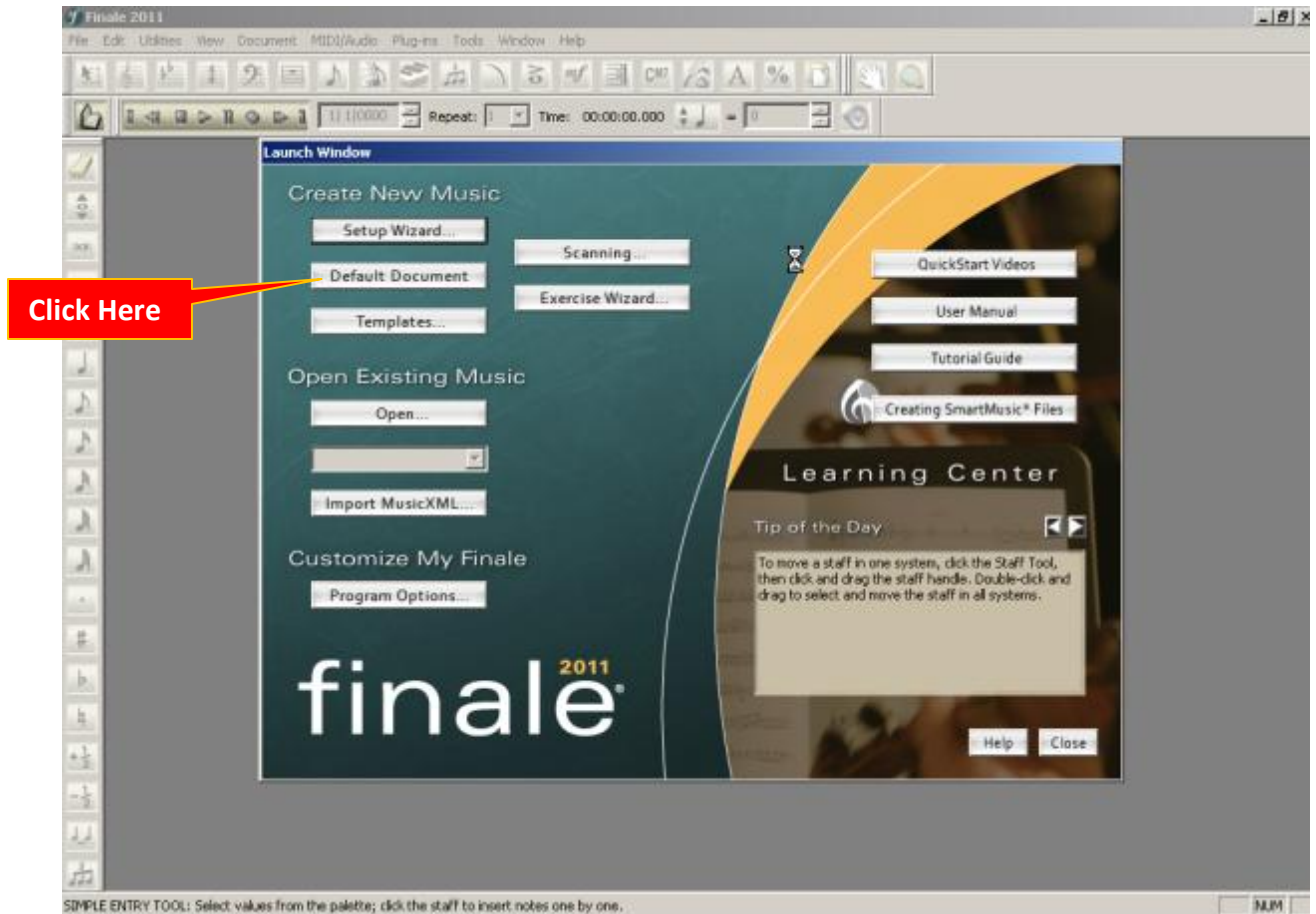 Finale 2011
File Edit Utilities View Document MIDI/Audio Plug-ins Tools Window Help
mf CM7 A %
Repeat: 1 Time: 00:00:00.000 = 0
Launch Window
Create New Music
Setup Wizard...
Scanning...
Default Document
QuickStart Videos
Click Here
Exercise Wizard...
Templates...
User Manual
Tutorial Guide
Open Existing Music
Open...
Creating SmartMusic® Files
Import MusicXML...
Learning Center
Tip of the Day
To move a staff in one system, click the Staff Tool,
then click and drag the staff handle. Double-click and
drag to select and move the staff in all systems.
Customize My Finale
Program Options...
finale® 2011
Help Close
SIMPLE ENTRY TOOL: Select values from the palette; click the staff to insert notes one by one.
NUM